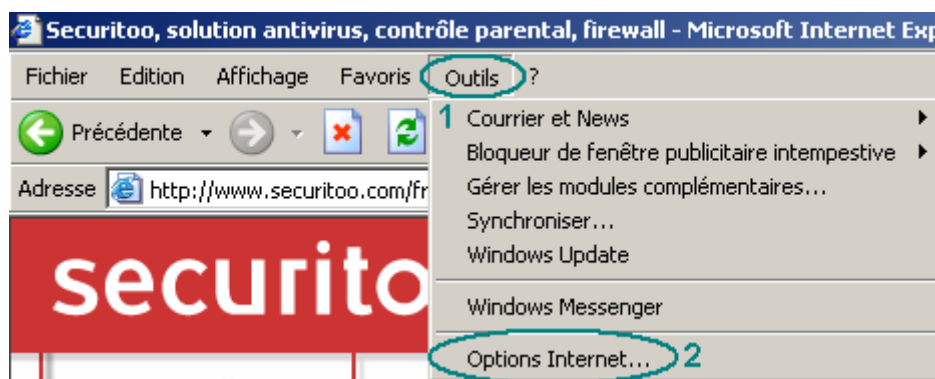 Securitoo, solution antivirus, contrôle parental, firewall - Microsoft Internet Exp
Fichier Edition Affichage Favoris Outils ?
Précédente
1 Courrier et News
Bloqueur de fenêtre publicitaire intempestive
Gérer les modules complémentaires...
Synchroniser...
Windows Update
Windows Messenger
Options Internet... 2
Adresse http://www.securitoo.com/fr
securito